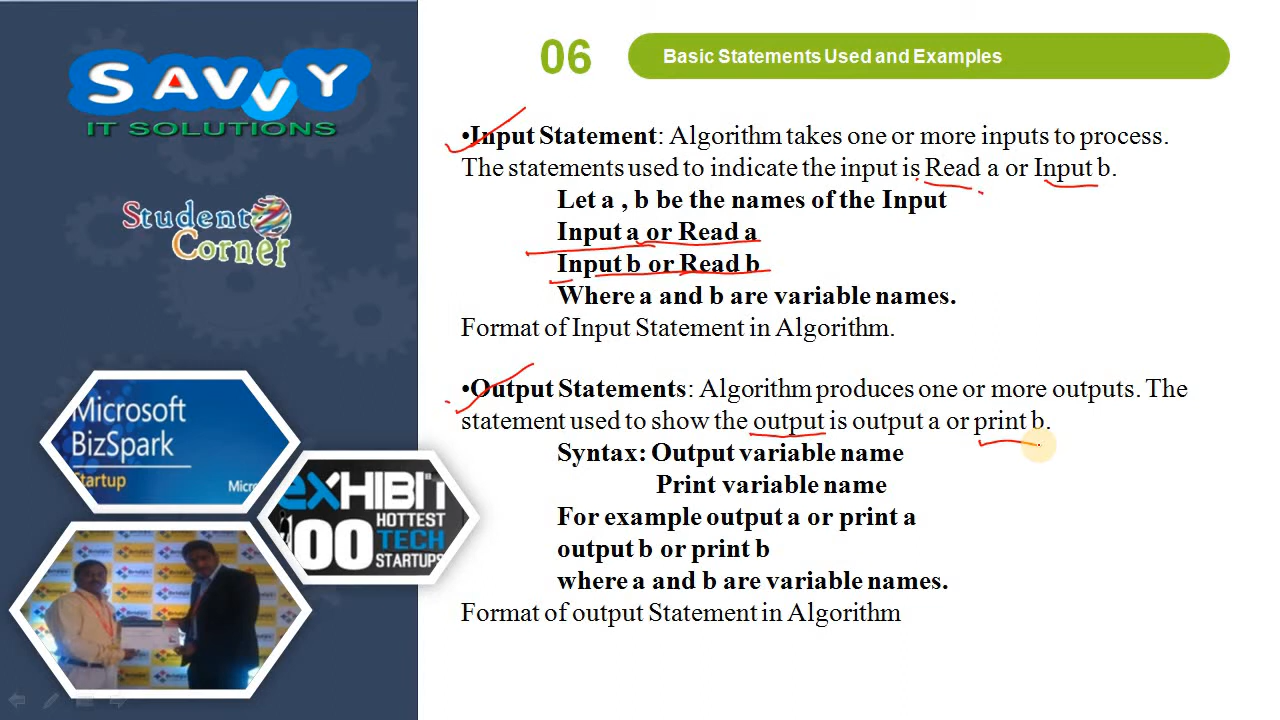 SAVVY
IT SOLUTIONS
Student
Corner
Microsoft
BizSpark
Startup
Micros
eXHIBIT
100
HOTTEST
TECH
STARTUPS
06
Basic Statements Used and Examples
•Input Statement: Algorithm takes one or more inputs to process.
The statements used to indicate the input is Read a or Input b.
Let a , b be the names of the Input
Input a or Read a
Input b or Read b
Where a and b are variable names.
Format of Input Statement in Algorithm.
•Output Statements: Algorithm produces one or more outputs. The
statement used to show the output is output a or print b.
Syntax: Output variable name
Print variable name
For example output a or print a
output b or print b
where a and b are variable names.
Format of output Statement in Algorithm